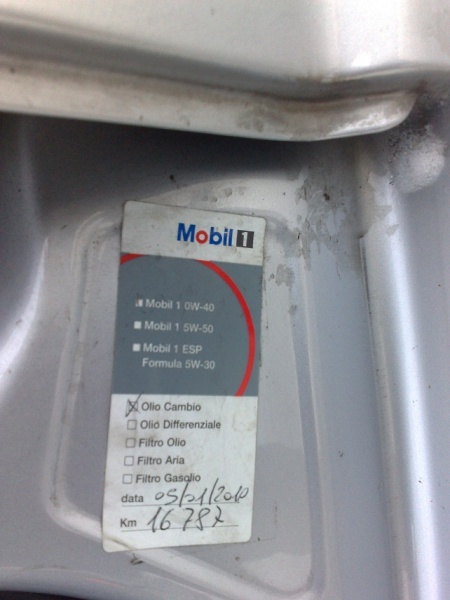 Mobil 1
Mobil 1 0W-40
Mobil 1 5W-50
Mobil 1 ESP
Formula 5W-30
Olio Cambio
Olio Differenziale
Filtro Olio
Filtro Aria
Filtro Gasolio
data 05/01/2010
Km 16787